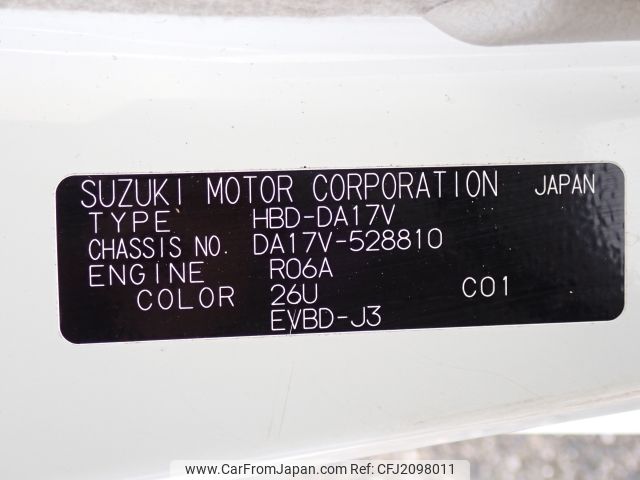 SUZUKI MOTOR CORPORATION JAPAN
TYPE HBD-DA17V
CHASSIS NO. DA17V-528810
ENGINE R06A
COLOR 26U C01
EVBD-J3
www.CarFromJapan.com | Ref: CFJ2098011